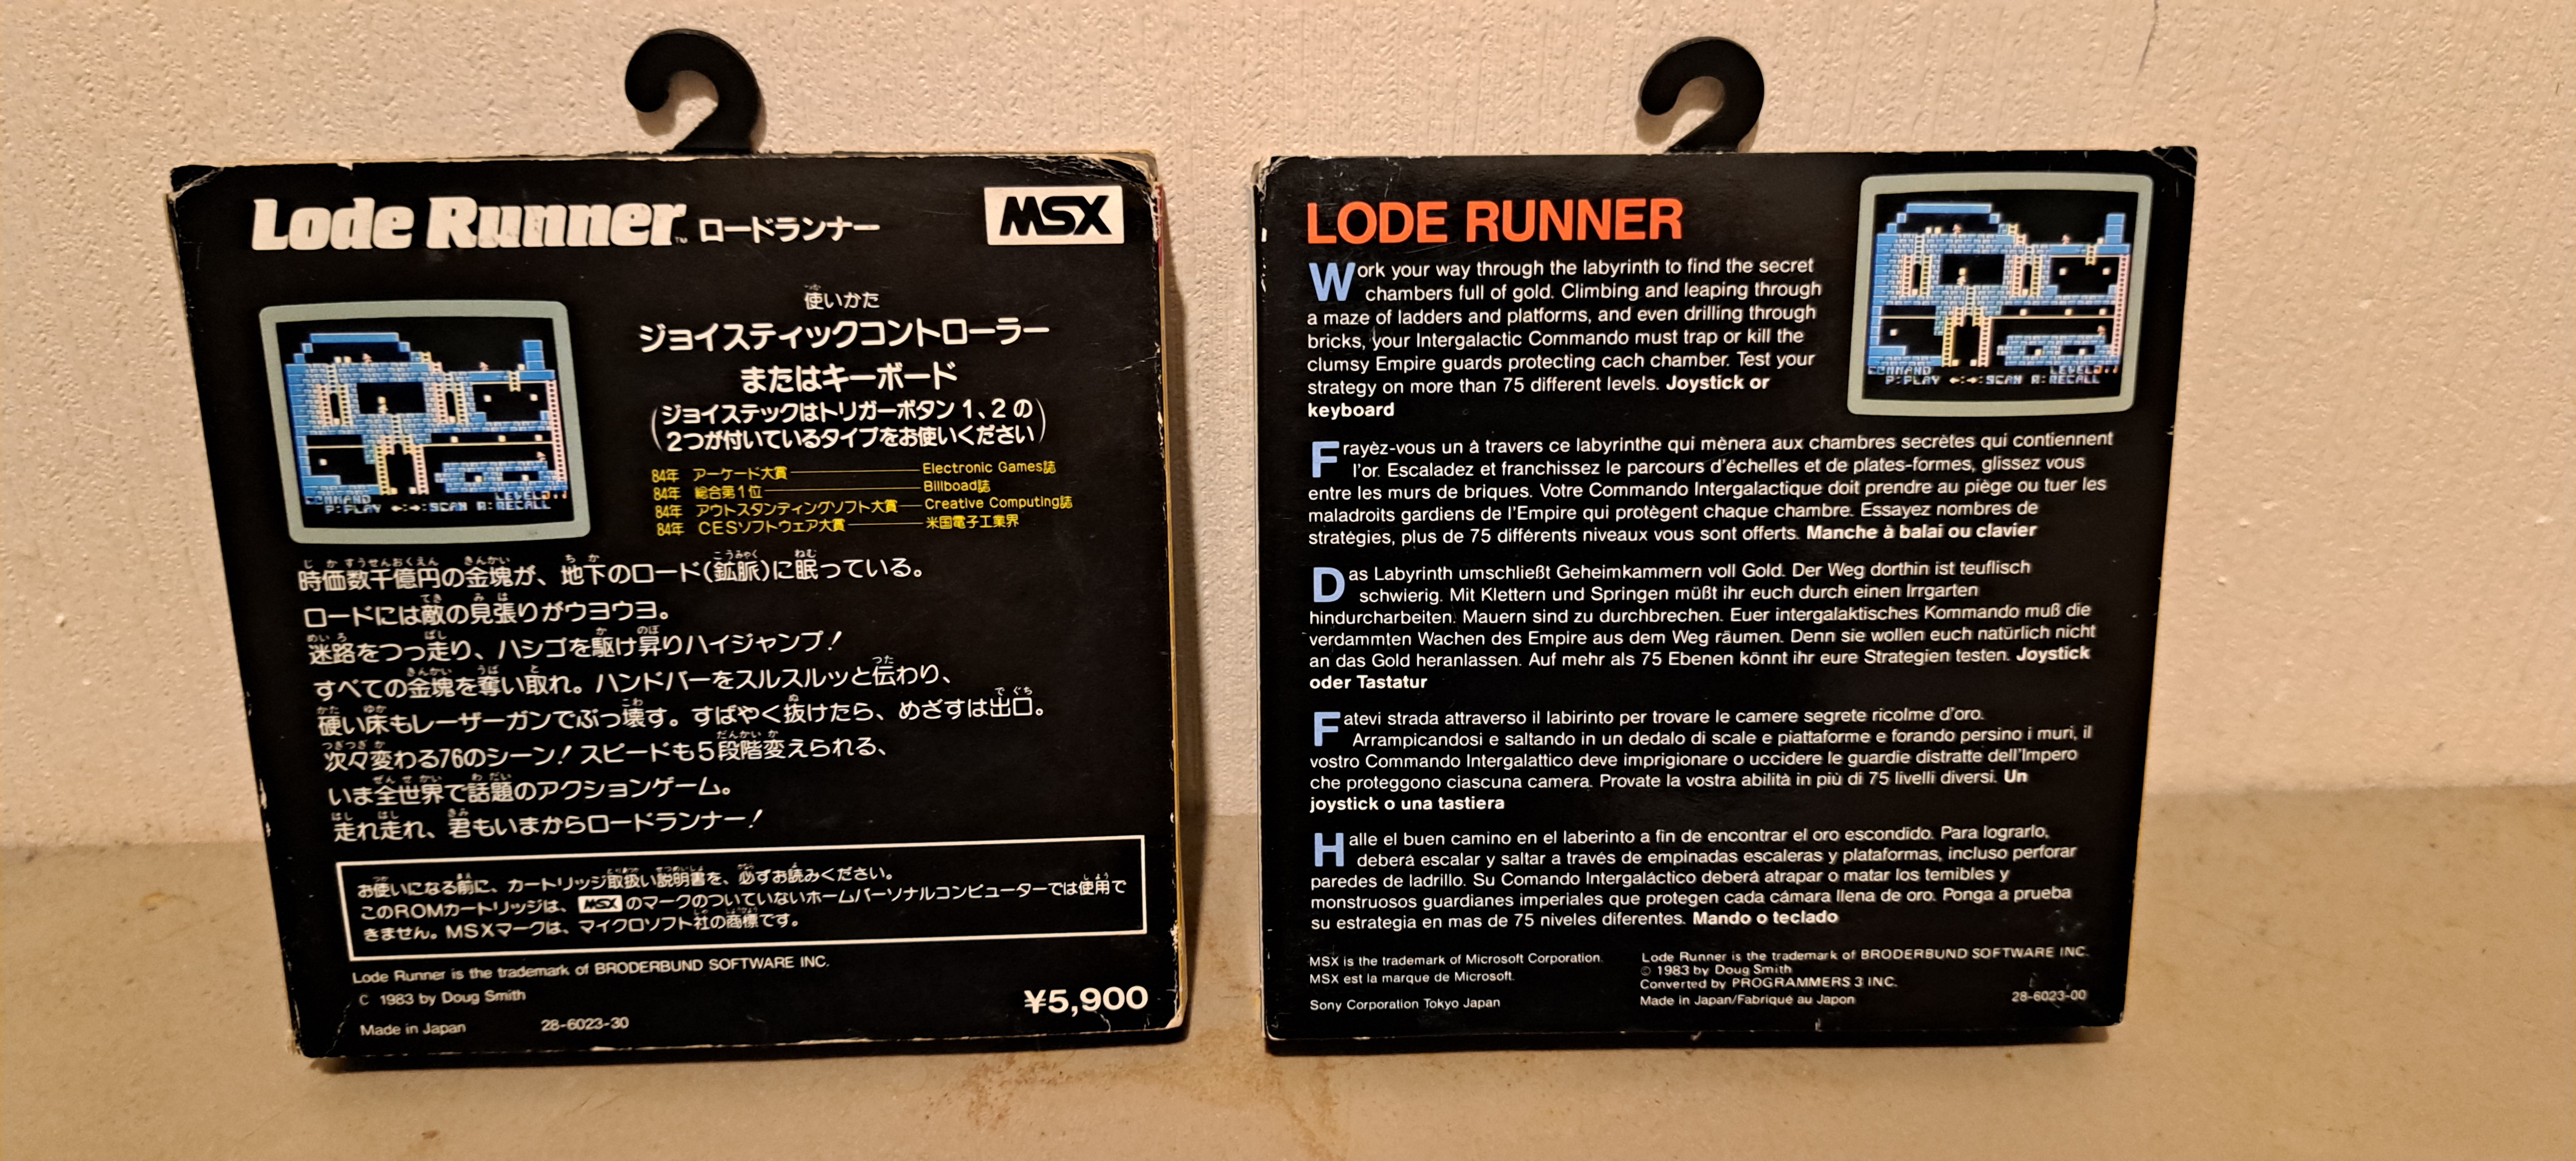 Lode Runner™ ロードランナー
MSX
使いかた
ジョイスティックコントローラー
またはキーボード
(ジョイステックはトリガーボタン1、2の
2つが付いているタイプをお使いください)
84年 アーケード大賞 Electronic Games誌
84年 総合第1位 Billboad誌
84年 アウトスタンディングソフト大賞 Creative Computing誌
84年 CESソフトウェア大賞 米国電子工業界
COMMAND LEVEL
P:PLAY ←:→:SCAN R:RECALL
時価数千億円の金塊が、地下のロード(鉱脈)に眠っている。
ロードには敵の見張りがウヨウヨ。
迷路をつっ走り、ハシゴを駆け昇りハイジャンプ!
すべての金塊を奪い取れ。ハンドバーをスルスルッと伝わり、
硬い床もレーザーガンでぶっ壊す。すばやく抜けたら、めざすは出口。
次々変わる76のシーン!スピードも5段階変えられる、
いま全世界で話題のアクションゲーム。
走れ走れ、君もいまからロードランナー!
お使いになる前に、カートリッジ取扱い説明書を、必ずお読みください。
このROMカートリッジは、MSXのマークのついていないホームパーソナルコンピューターでは使用で
きません。MSXマークは、マイクロソフト社の商標です。
Lode Runner is the trademark of BRODERBUND SOFTWARE INC.
C 1983 by Doug Smith
¥5,900
Made in Japan 28-6023-30
LODE RUNNER
Work your way through the labyrinth to find the secret
chambers full of gold. Climbing and leaping through
a maze of ladders and platforms, and even drilling through
bricks, your Intergalactic Commando must trap or kill the
clumsy Empire guards protecting cach chamber. Test your
strategy on more than 75 different levels. Joystick or
keyboard
COMMAND LEVEL
P:PLAY ←:→:SCAN R:RECALL
Frayèz-vous un à travers ce labyrinthe qui mènera aux chambres secrètes qui contiennent
l'or. Escaladez et franchissez le parcours d'échelles et de plates-formes, glissez vous
entre les murs de briques. Votre Commando Intergalactique doit prendre au piège ou tuer les
maladroits gardiens de l'Empire qui protègent chaque chambre. Essayez nombres de
stratégies, plus de 75 différents niveaux vous sont offerts. Manche à balai ou clavier
Das Labyrinth umschließt Geheimkammern voll Gold. Der Weg dorthin ist teuflisch
schwierig. Mit Klettern und Springen müßt ihr euch durch einen Irrgarten
hindurcharbeiten. Mauern sind zu durchbrechen. Euer intergalaktisches Kommando muß die
verdammten Wachen des Empire aus dem Weg räumen. Denn sie wollen euch natürlich nicht
an das Gold heranlassen. Auf mehr als 75 Ebenen könnt ihr eure Strategien testen. Joystick
oder Tastatur
Fatevi strada attraverso il labirinto per trovare le camere segrete ricolme d'oro.
Arrampicandosi e saltando in un dedalo di scale e piattaforme e forando persino i muri, il
vostro Commando Intergalattico deve imprigionare o uccidere le guardie distratte dell'Impero
che proteggono ciascuna camera. Provate la vostra abilità in più di 75 livelli diversi. Un
joystick o una tastiera
Halle el buen camino en el laberinto a fin de encontrar el oro escondido. Para lograrlo,
deberá escalar y saltar a través de empinadas escaleras y plataformas, incluso perforar
paredes de ladrillo. Su Comando Intergaláctico deberá atrapar o matar los temibles y
monstruosos guardianes imperiales que protegen cada cámara llena de oro. Ponga a prueba
su estrategia en mas de 75 niveles diferentes. Mando o teclado
MSX is the trademark of Microsoft Corporation.
MSX est la marque de Microsoft.
Sony Corporation Tokyo Japan
Lode Runner is the trademark of BRODERBUND SOFTWARE INC.
© 1983 by Doug Smith
Converted by PROGRAMMERS 3 INC.
Made in Japan/Fabriqué au Japon
28-6023-00